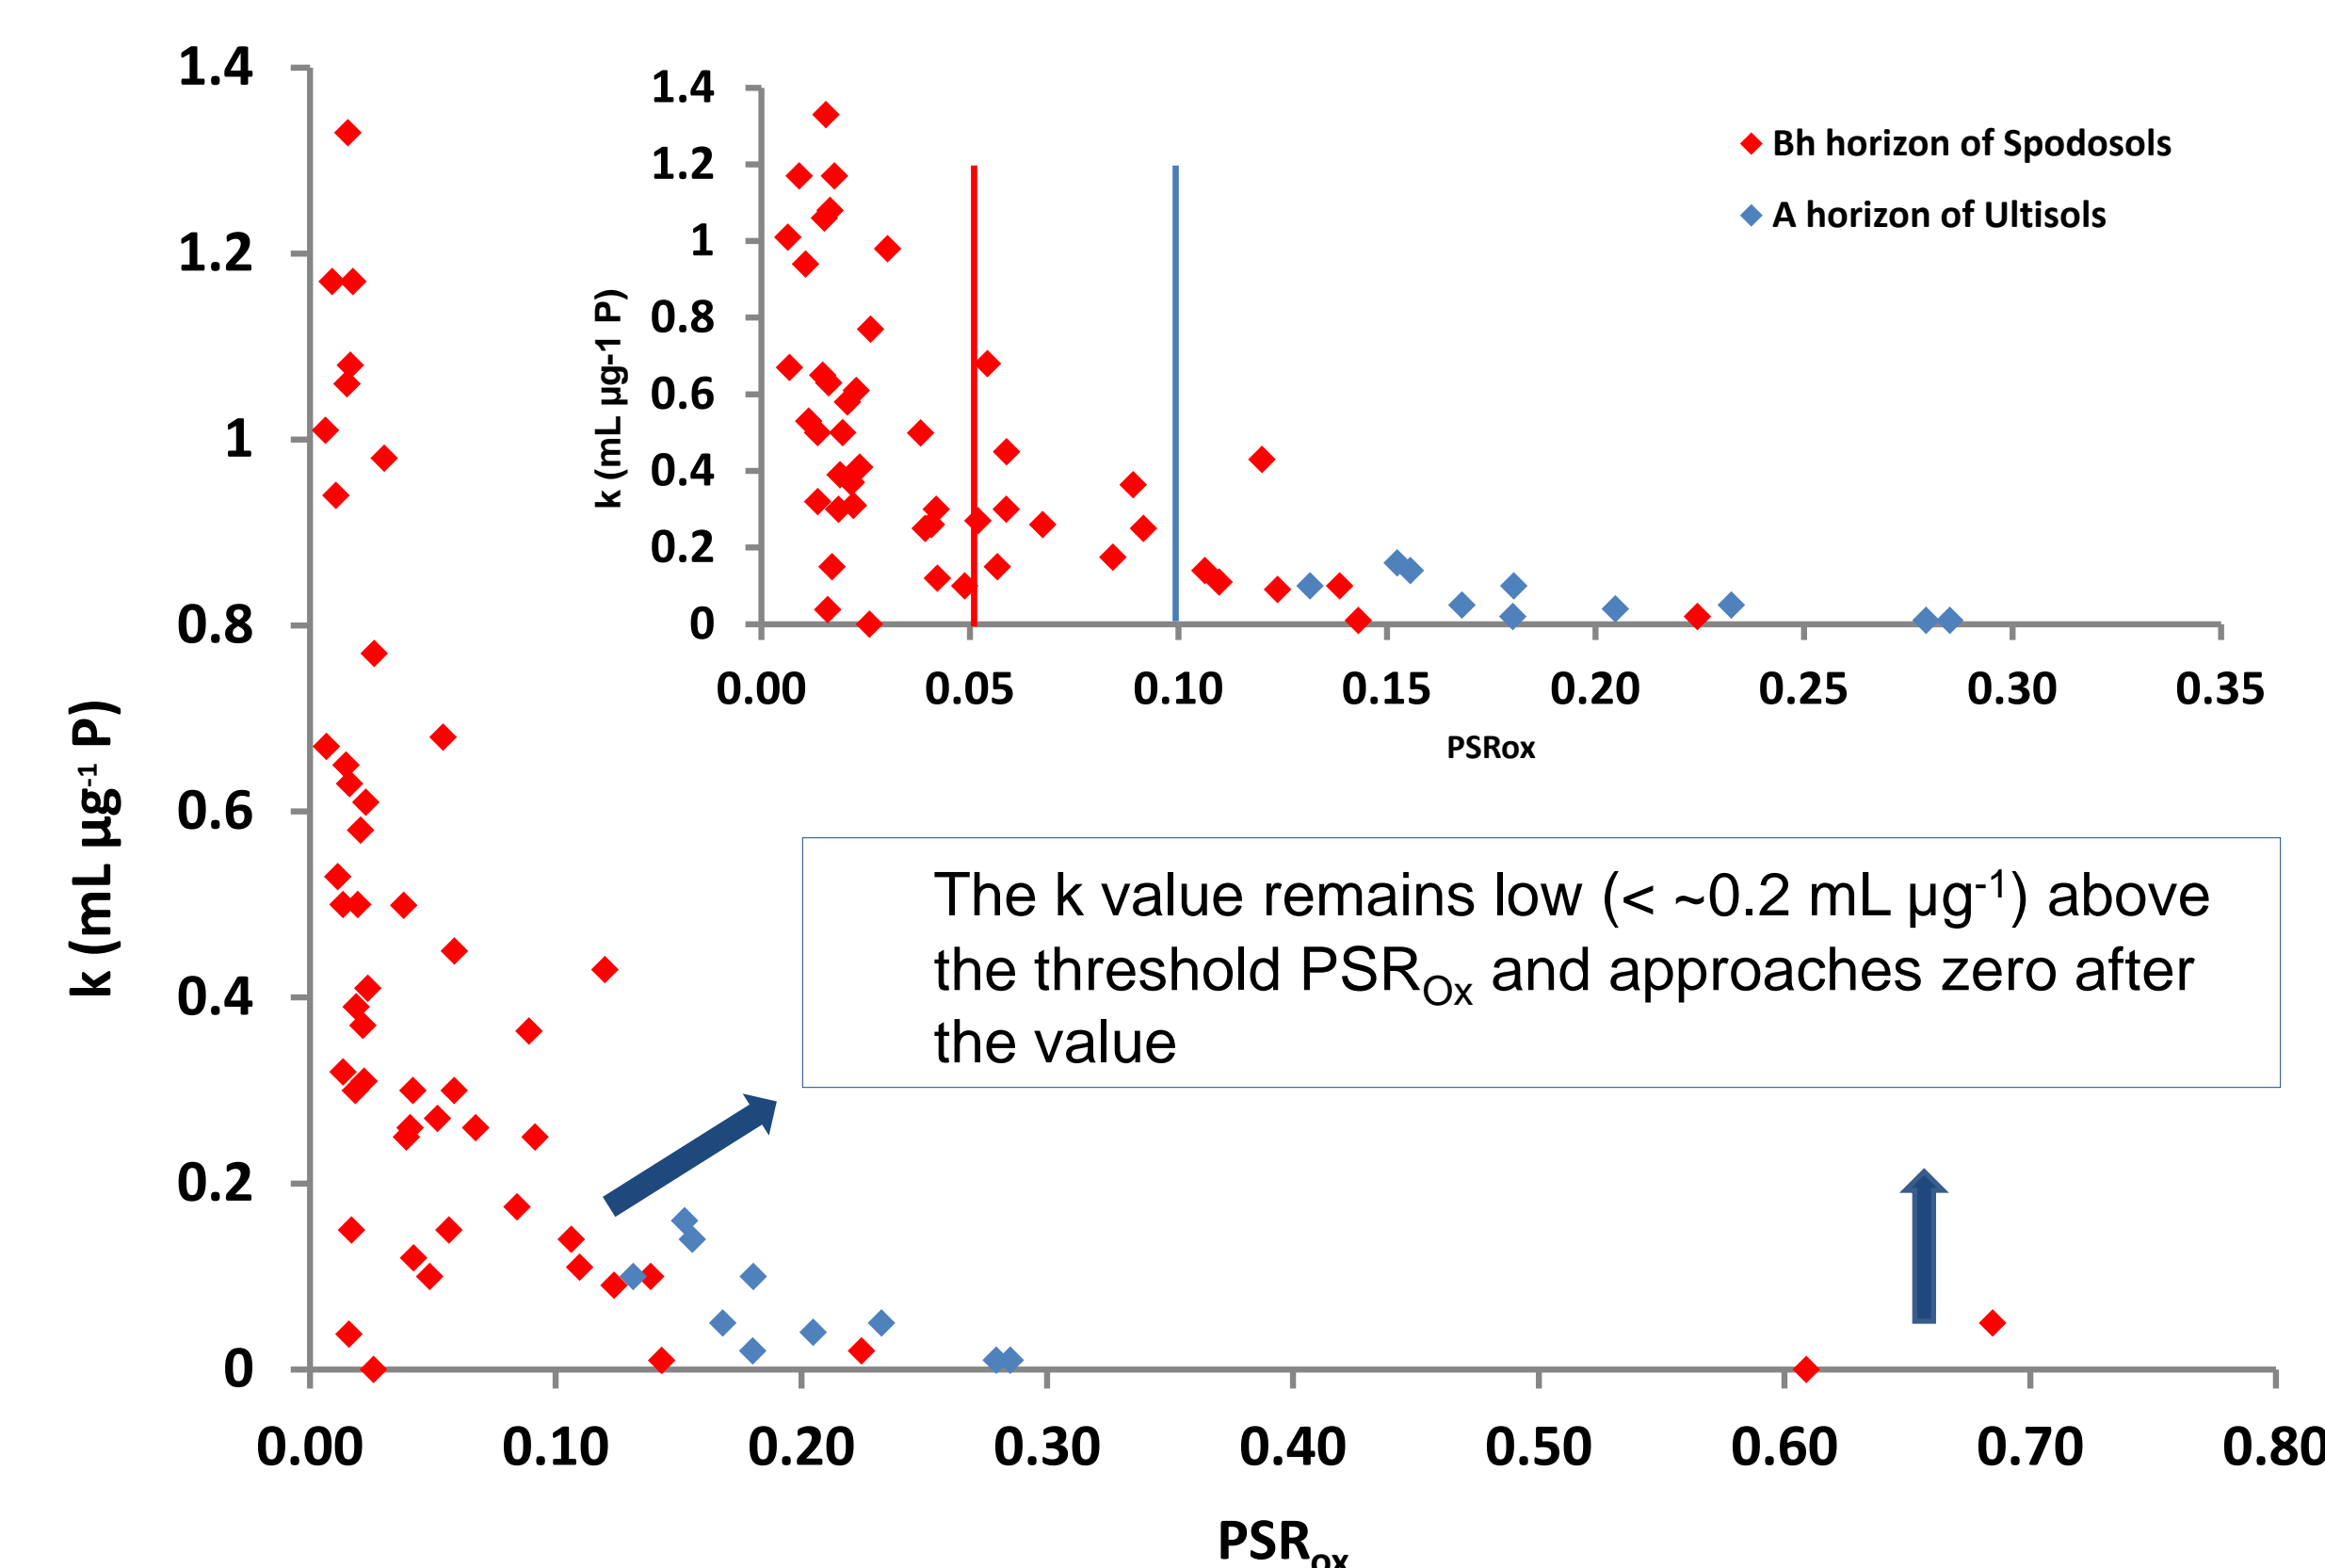 1.4
1.2
1
0.8
0.6
0.4
0.2
0
k (mL µg-1 P)
0.00 0.10 0.20 0.30 0.40 0.50 0.60 0.70 0.80
PSRox
1.4
1.2
1
0.8
0.6
0.4
0.2
0
k (mL µg-1 P)
0.00 0.05 0.10 0.15 0.20 0.25 0.30 0.35
PSRox
Bh horizon of Spodosols
A horizon of Ultisols
The k value remains low (< ~0.2 mL µg-1) above
the threshold PSROx and approaches zero after
the value